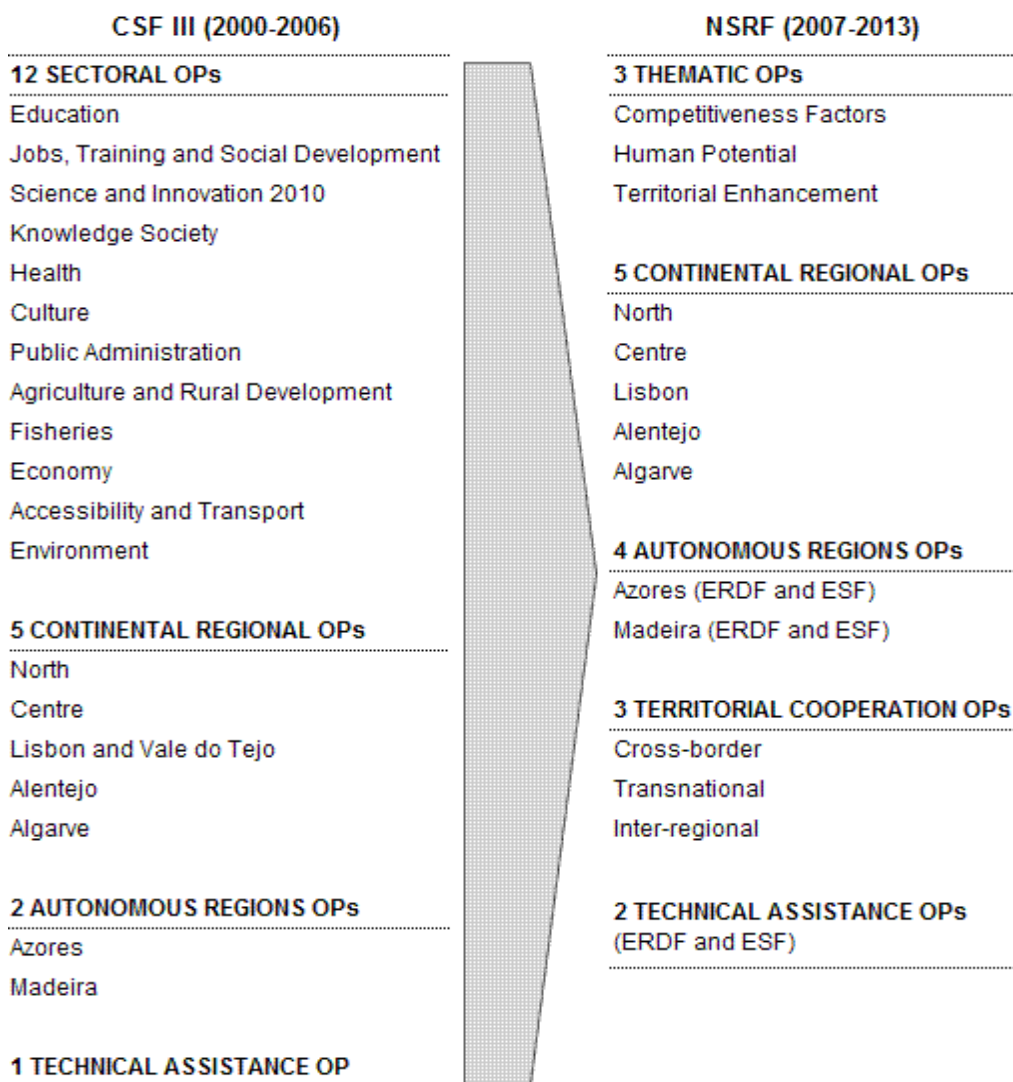 CSF III (2000-2006)
12 SECTORAL OPs
Education
Jobs, Training and Social Development
Science and Innovation 2010
Knowledge Society
Health
Culture
Public Administration
Agriculture and Rural Development
Fisheries
Economy
Accessibility and Transport
Environment
5 CONTINENTAL REGIONAL OPs
North
Centre
Lisbon and Vale do Tejo
Alentejo
Algarve
2 AUTONOMOUS REGIONS OPs
Azores
Madeira
1 TECHNICAL ASSISTANCE OP
NSRF (2007-2013)
3 THEMATIC OPs
Competitiveness Factors
Human Potential
Territorial Enhancement
5 CONTINENTAL REGIONAL OPs
North
Centre
Lisbon
Alentejo
Algarve
4 AUTONOMOUS REGIONS OPs
Azores (ERDF and ESF)
Madeira (ERDF and ESF)
3 TERRITORIAL COOPERATION OPs
Cross-border
Transnational
Inter-regional
2 TECHNICAL ASSISTANCE OPs
(ERDF and ESF)